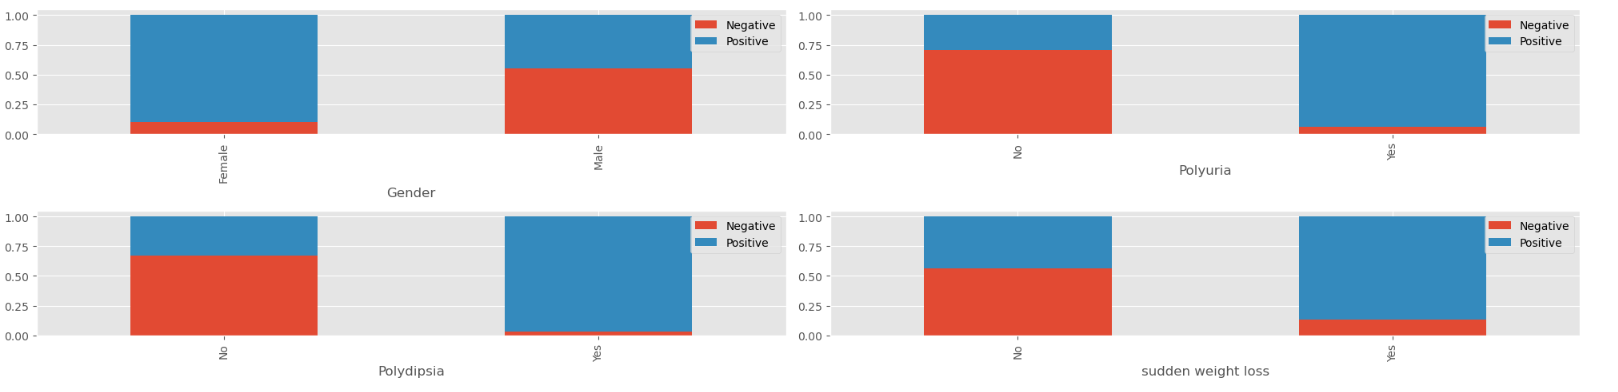 1.00
0.75
0.50
0.25
0.00
Negative
Positive
Female
Male
Gender
1.00
0.75
0.50
0.25
0.00
Negative
Positive
No
Yes
Polyuria
1.00
0.75
0.50
0.25
0.00
Negative
Positive
No
Yes
Polydipsia
1.00
0.75
0.50
0.25
0.00
Negative
Positive
No
Yes
sudden weight loss